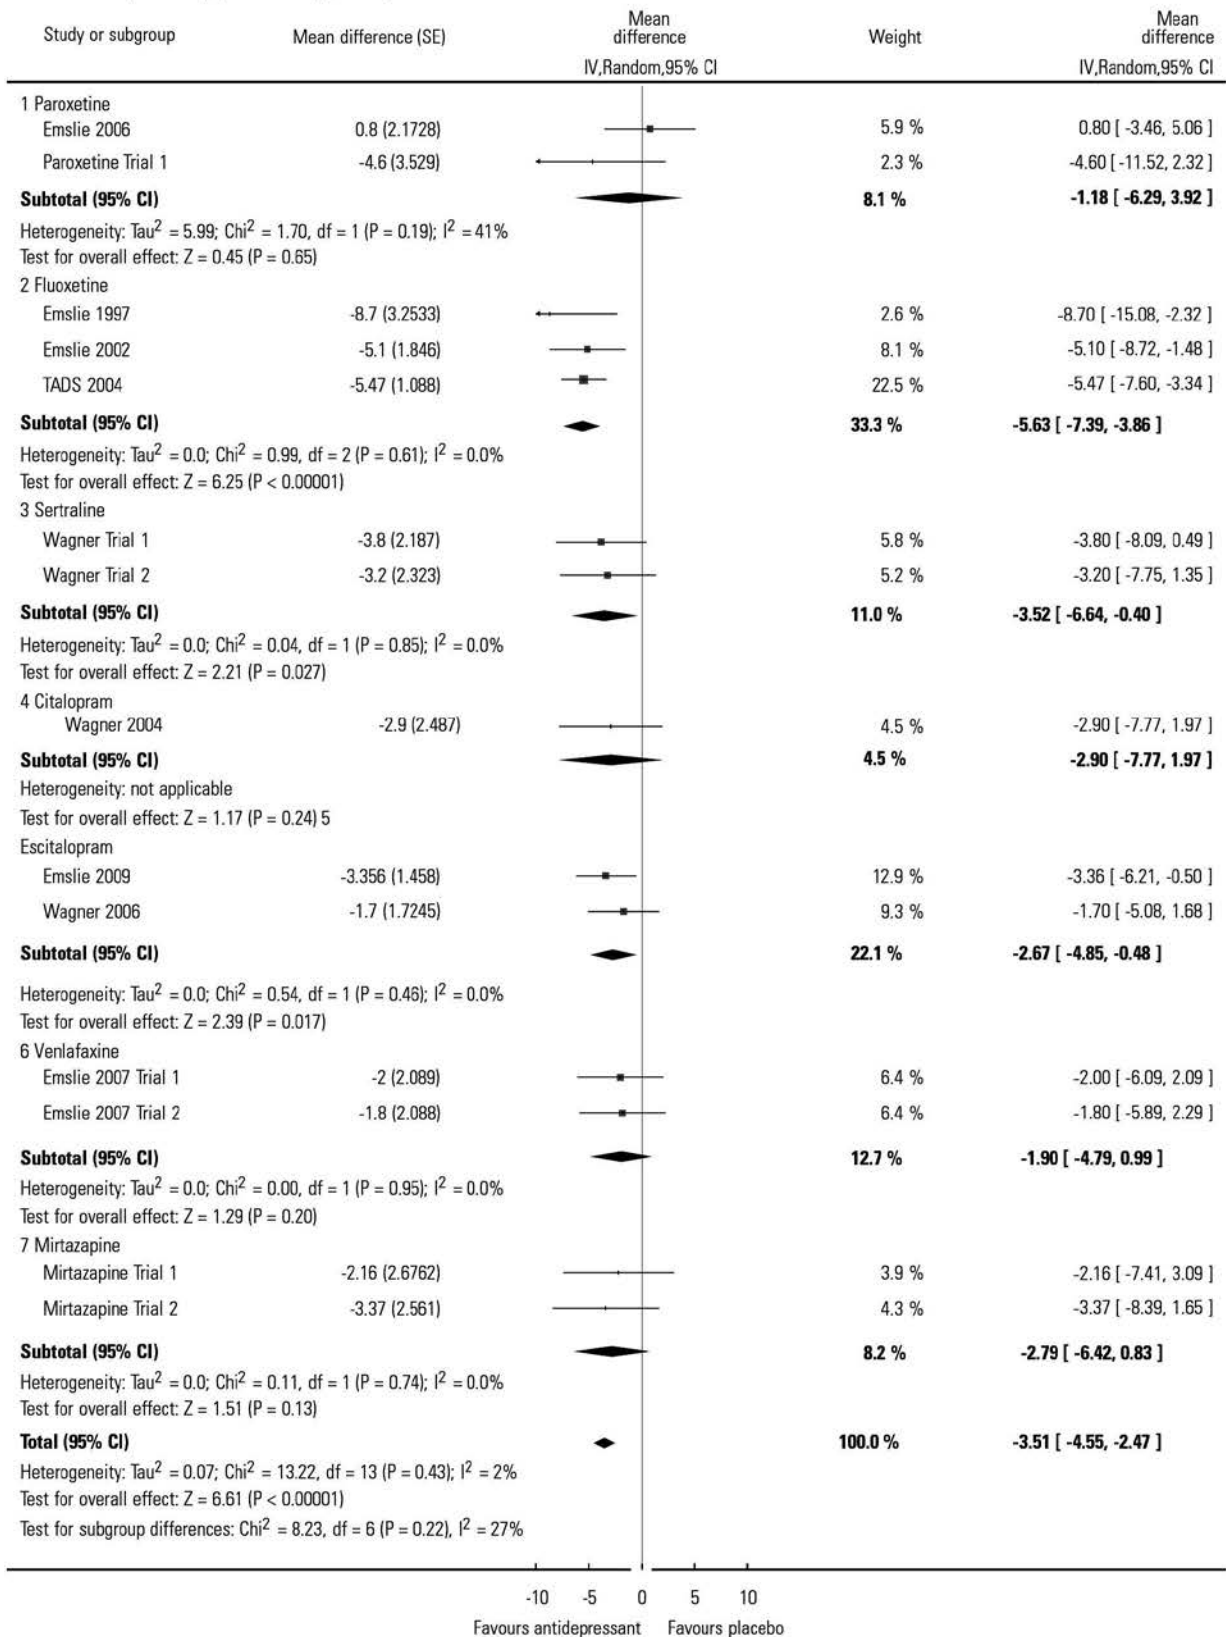 Study or subgroup Mean difference (SE) Mean difference IV,Random,95% CI Weight Mean difference IV,Random,95% CI
1 Paroxetine
Emslie 2006 0.8 (2.1728) 5.9 % 0.80 [ -3.46, 5.06 ]
Paroxetine Trial 1 -4.6 (3.529) 2.3 % -4.60 [ -11.52, 2.32 ]
Subtotal (95% CI) 8.1 % -1.18 [ -6.29, 3.92 ]
Heterogeneity: Tau² = 5.99; Chi² = 1.70, df = 1 (P = 0.19); I² = 41%
Test for overall effect: Z = 0.45 (P = 0.65)
2 Fluoxetine
Emslie 1997 -8.7 (3.2533) 2.6 % -8.70 [ -15.08, -2.32 ]
Emslie 2002 -5.1 (1.846) 8.1 % -5.10 [ -8.72, -1.48 ]
TADS 2004 -5.47 (1.088) 22.5 % -5.47 [ -7.60, -3.34 ]
Subtotal (95% CI) 33.3 % -5.63 [ -7.39, -3.86 ]
Heterogeneity: Tau² = 0.0; Chi² = 0.99, df = 2 (P = 0.61); I² = 0.0%
Test for overall effect: Z = 6.25 (P < 0.00001)
3 Sertraline
Wagner Trial 1 -3.8 (2.187) 5.8 % -3.80 [ -8.09, 0.49 ]
Wagner Trial 2 -3.2 (2.323) 5.2 % -3.20 [ -7.75, 1.35 ]
Subtotal (95% CI) 11.0 % -3.52 [ -6.64, -0.40 ]
Heterogeneity: Tau² = 0.0; Chi² = 0.04, df = 1 (P = 0.85); I² = 0.0%
Test for overall effect: Z = 2.21 (P = 0.027)
4 Citalopram
Wagner 2004 -2.9 (2.487) 4.5 % -2.90 [ -7.77, 1.97 ]
Subtotal (95% CI) 4.5 % -2.90 [ -7.77, 1.97 ]
Heterogeneity: not applicable
Test for overall effect: Z = 1.17 (P = 0.24) 5
Escitalopram
Emslie 2009 -3.356 (1.458) 12.9 % -3.36 [ -6.21, -0.50 ]
Wagner 2006 -1.7 (1.7245) 9.3 % -1.70 [ -5.08, 1.68 ]
Subtotal (95% CI) 22.1 % -2.67 [ -4.85, -0.48 ]
Heterogeneity: Tau² = 0.0; Chi² = 0.54, df = 1 (P = 0.46); I² = 0.0%
Test for overall effect: Z = 2.39 (P = 0.017)
6 Venlafaxine
Emslie 2007 Trial 1 -2 (2.089) 6.4 % -2.00 [ -6.09, 2.09 ]
Emslie 2007 Trial 2 -1.8 (2.088) 6.4 % -1.80 [ -5.89, 2.29 ]
Subtotal (95% CI) 12.7 % -1.90 [ -4.79, 0.99 ]
Heterogeneity: Tau² = 0.0; Chi² = 0.00, df = 1 (P = 0.95); I² = 0.0%
Test for overall effect: Z = 1.29 (P = 0.20)
7 Mirtazapine
Mirtazapine Trial 1 -2.16 (2.6762) 3.9 % -2.16 [ -7.41, 3.09 ]
Mirtazapine Trial 2 -3.37 (2.561) 4.3 % -3.37 [ -8.39, 1.65 ]
Subtotal (95% CI) 8.2 % -2.79 [ -6.42, 0.83 ]
Heterogeneity: Tau² = 0.0; Chi² = 0.11, df = 1 (P = 0.74); I² = 0.0%
Test for overall effect: Z = 1.51 (P = 0.13)
Total (95% CI) 100.0 % -3.51 [ -4.55, -2.47 ]
Heterogeneity: Tau² = 0.07; Chi² = 13.22, df = 13 (P = 0.43); I² = 2%
Test for overall effect: Z = 6.61 (P < 0.00001)
Test for subgroup differences: Chi² = 8.23, df = 6 (P = 0.22), I² = 27%
-10 -5 0 5 10
Favours antidepressant Favours placebo